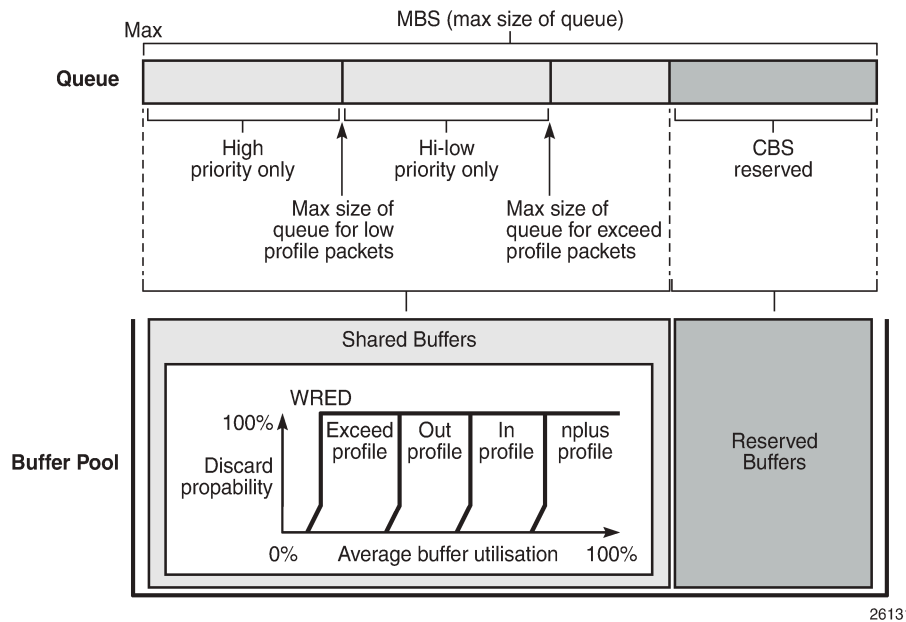 MBS (max size of queue)
Max
Queue
High
priority only
Hi-low
priority only
CBS
reserved
Max size of
queue for low
profile packets
Max size of
queue for exceed
profile packets
Shared Buffers
WRED
100%
Exceed
profile
Out
profile
In
profile
nplus
profile
Discard
propability
0%
Average buffer utilisation
100%
Buffer Pool
Reserved
Buffers
2613